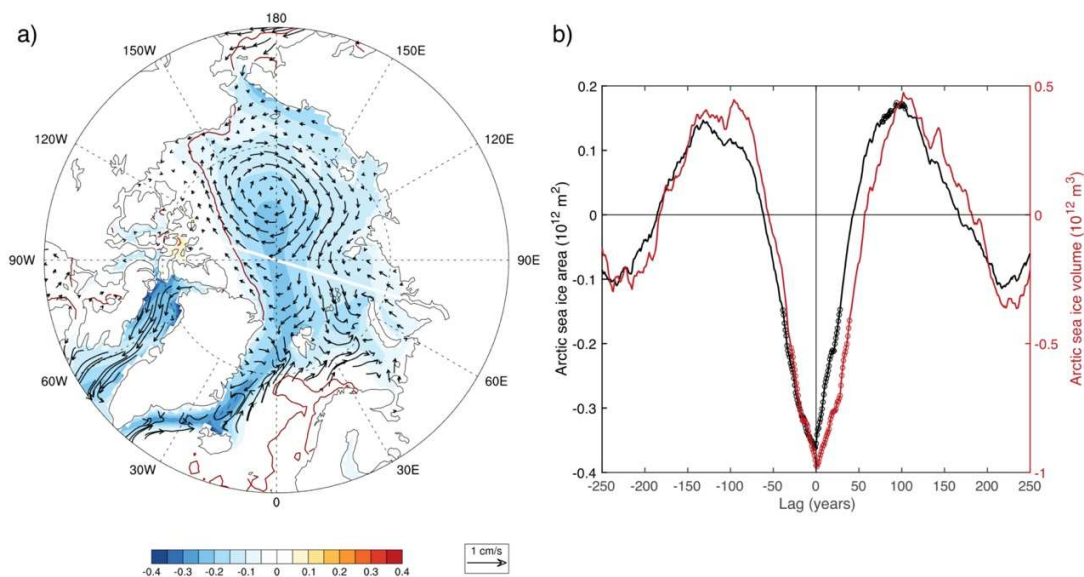 a)
180
150W
150E
120W
120E
90W
90E
60W
60E
30W
30E
0
-0.4 -0.3 -0.2 -0.1 0 0 0.1 0.2 0.3 0.4
1 cm/s
b)
0.2
0.1
0
-0.1
-0.2
-0.3
-0.4
Arctic sea ice area (10¹² m²)
0.5
0
-0.5
-1
Arctic sea ice volume (10¹² m³)
-250 -200 -150 -100 -50 0 50 100 150 200 250
Lag (years)